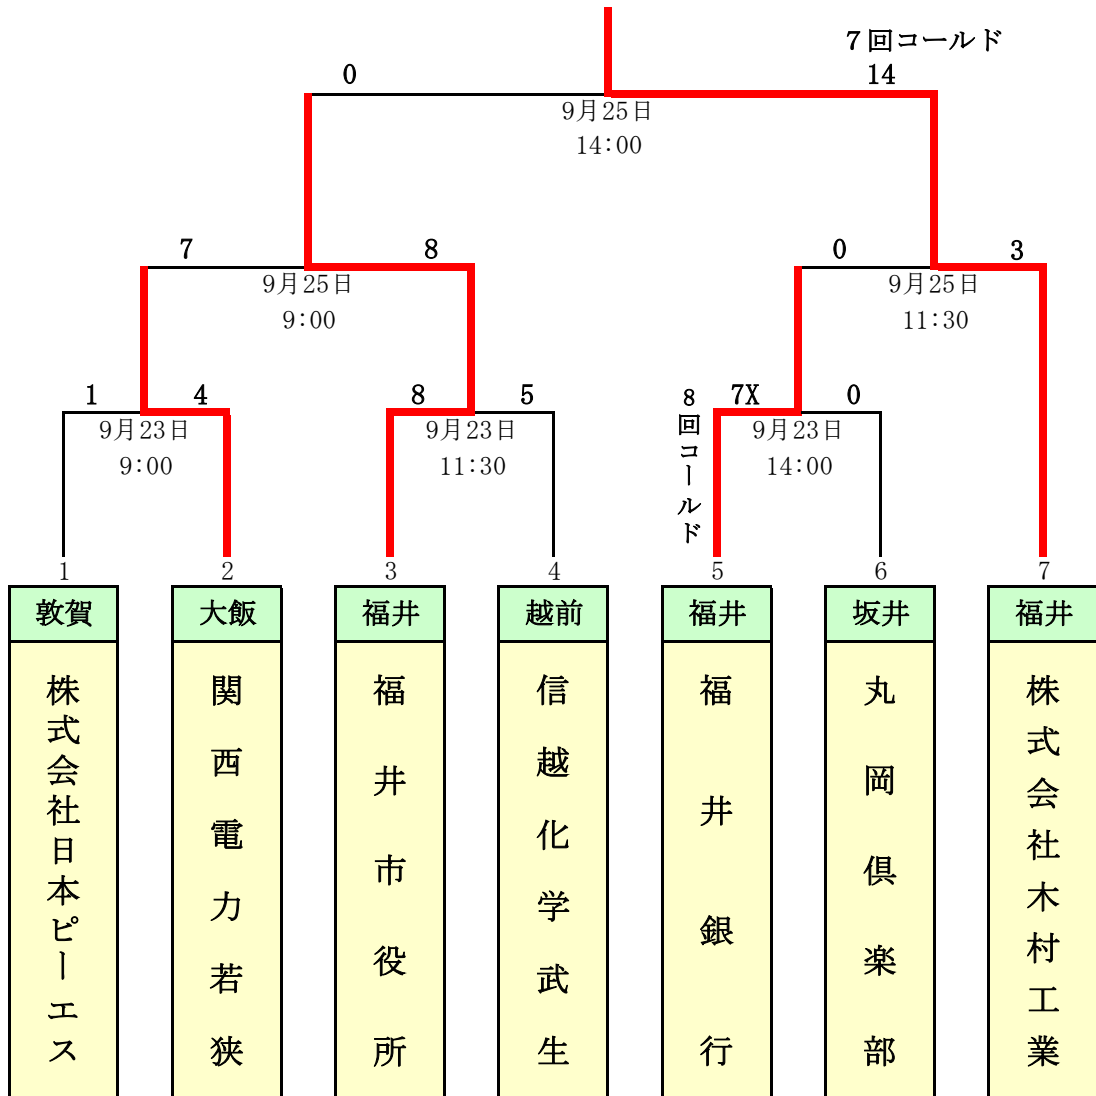 ７回コールド
0
14
9月25日
14:00
7
8
9月25日
9:00
0
3
9月25日
11:30
1
4
9月23日
9:00
8
5
9月23日
11:30
8回コールド
7X
0
9月23日
14:00
1
2
3
4
5
6
7
敦賀
大飯
福井
越前
福井
坂井
福井
株式会社日本ピーエス
関西電力若狭
福井市役所
信越化学武生
福井銀行
丸岡倶楽部
株式会社木村工業